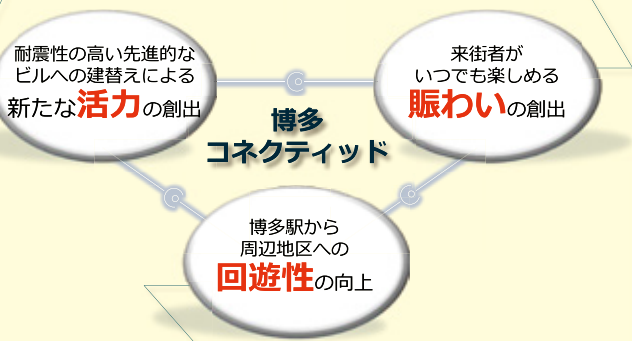 耐震性の高い先進的な
ビルへの建替えによる
新たな活力の創出
来街者が
いつでも楽しめる
賑わいの創出
博多
コネクティッド
博多駅から
周辺地区への
回遊性の向上